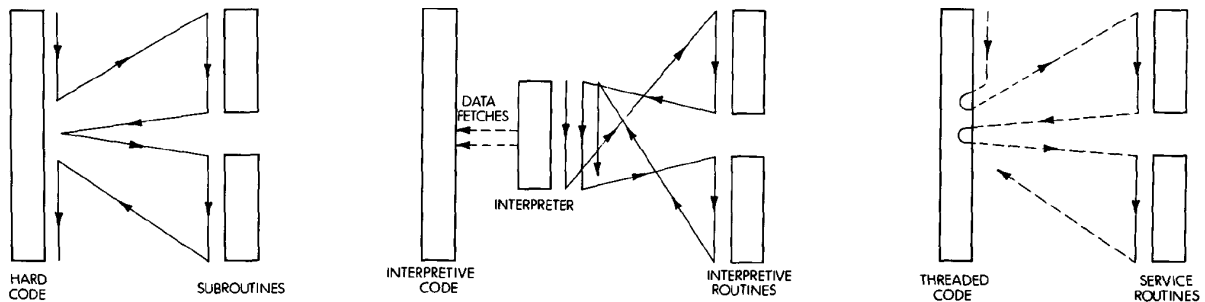 HARD
CODE
SUBROUTINES
DATA
FETCHES
INTERPRETER
INTERPRETIVE
CODE
INTERPRETIVE
ROUTINES
THREADED
CODE
SERVICE
ROUTINES